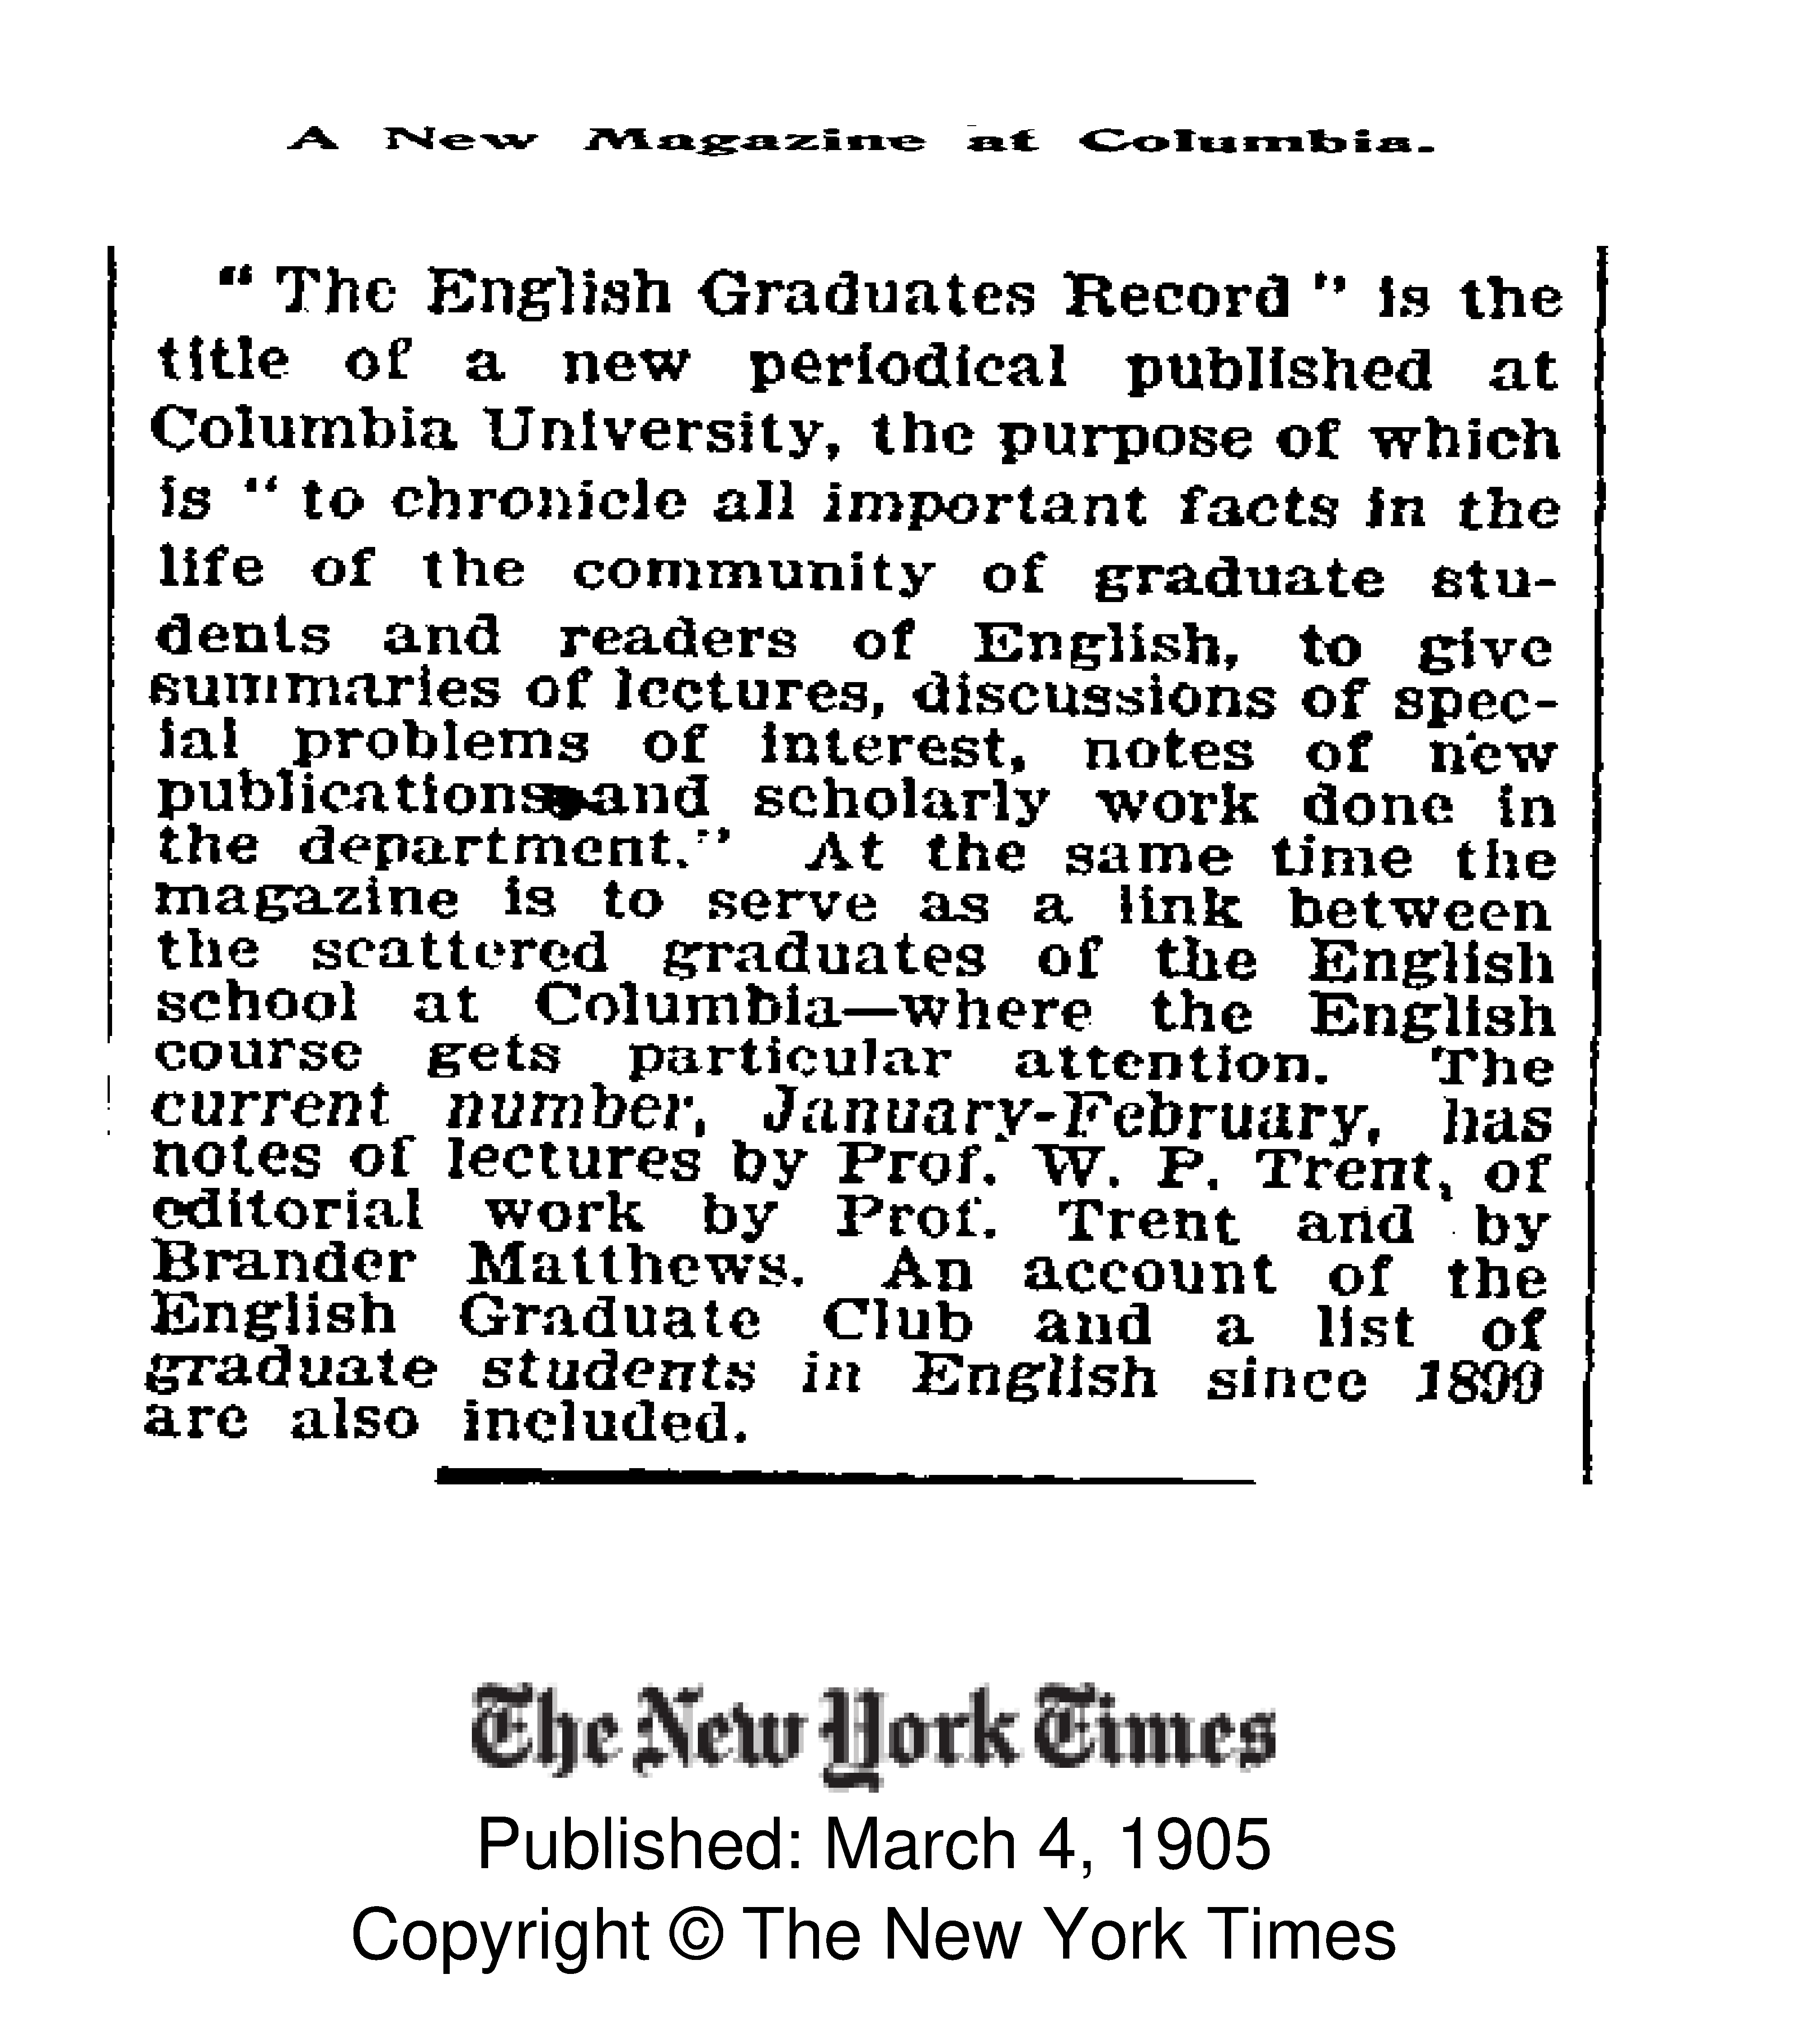 A New Magazine at Columbia.
" The English Graduates Record " is the
title of a new periodical published at
Columbia University, the purpose of which
is " to chronicle all important facts in the
life of the community of graduate stu-
dents and readers of English, to give
summaries of lectures, discussions of spec-
ial problems of interest, notes of new
publications and scholarly work done in
the department." At the same time the
magazine is to serve as a link between
the scattered graduates of the English
school at Columbia—where the English
course gets particular attention. The
current number, January-February, has
notes of lectures by Prof. W. P. Trent, of
editorial work by Prof. Trent and by
Brander Matthews. An account of the
English Graduate Club and a list of
graduate students in English since
are also included.
The New York Times
Published: March 4, 1905
Copyright © The New York Times